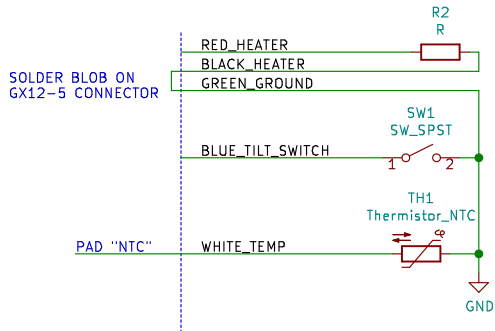 R2
R
RED_HEATER
BLACK_HEATER
SOLDER BLOB ON
GX12-5 CONNECTOR
GREEN_GROUND
SW1
SW_SPST
BLUE_TILT_SWITCH
1
2
TH1
Thermistor_NTC
PAD "NTC"
WHITE_TEMP
GND